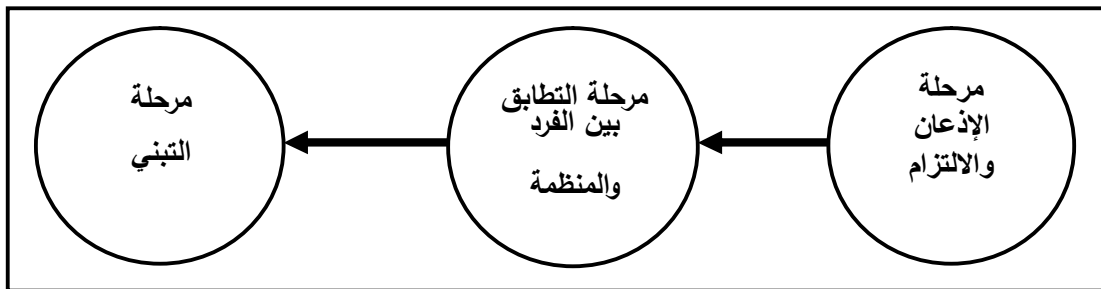 مرحلة
الإذعان
والالتزام
مرحلة التطابق
بين الفرد
والمنظمة
مرحلة
التبني